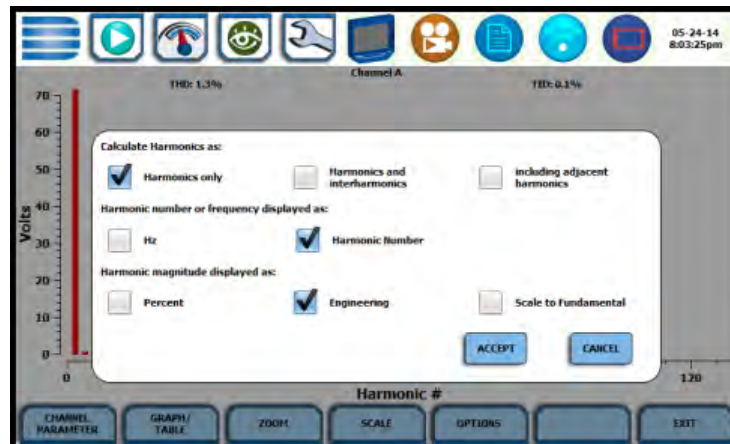 05-24-14
8:03:25pm
Channel A
THD: 1.3%
TID: 0.1%
70
60
50
40
30
20
10
0
Volts
Calculate Harmonics as:
Harmonics only
Harmonics and
interharmonics
including adjacent
harmonics
Harmonic number or frequency displayed as:
Hz
Harmonic Number
Harmonic magnitude displayed as:
Percent
Engineering
Scale to Fundamental
ACCEPT
CANCEL
0
120
Harmonic #
CHANNEL
PARAMETER
GRAPH/
TABLE
ZOOM
SCALE
OPTIONS
EXIT